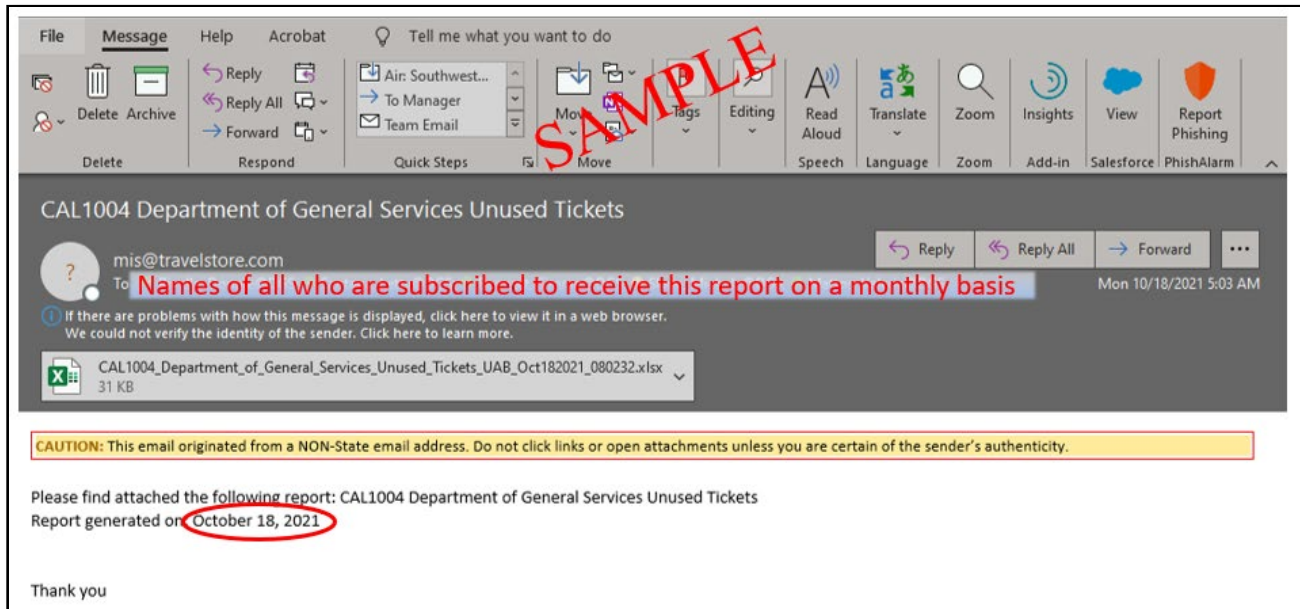 File Message Help Acrobat Tell me what you want to do
SAMPLE
Delete Archive
Reply
Reply All
Forward
Air: Southwest...
To Manager
Team Email
Move
Tags
Editing
Read Aloud
Translate
Zoom
Insights
View
Report Phishing
Delete Respond Quick Steps Move Speech Language Zoom Add-in Salesforce PhishAlarm
CAL1004 Department of General Services Unused Tickets
? mis@travelstore.com
Reply Reply All Forward ...
To Names of all who are subscribed to receive this report on a monthly basis
Mon 10/18/2021 5:03 AM
If there are problems with how this message is displayed, click here to view it in a web browser.
We could not verify the identity of the sender. Click here to learn more.
CAL1004_Department_of_General_Services_Unused_Tickets_UAB_Oct182021_080232.xlsx
31 KB
CAUTION: This email originated from a NON-State email address. Do not click links or open attachments unless you are certain of the sender's authenticity.
Please find attached the following report: CAL1004 Department of General Services Unused Tickets
Report generated on October 18, 2021
Thank you